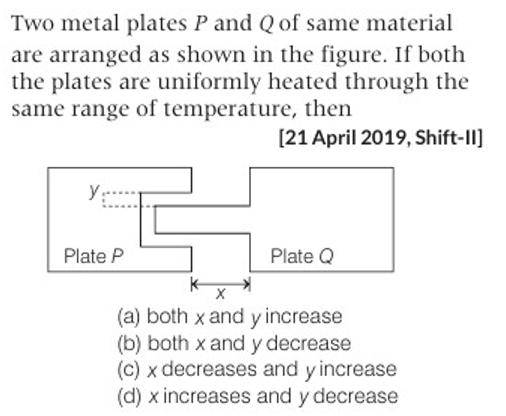 Two metal plates P and Q of same material
are arranged as shown in the figure. If both
the plates are uniformly heated through the
same range of temperature, then
[21 April 2019, Shift-II]
y
Plate P
Plate Q
x
(a) both x and y increase
(b) both x and y decrease
(c) x decreases and y increase
(d) x increases and y decrease